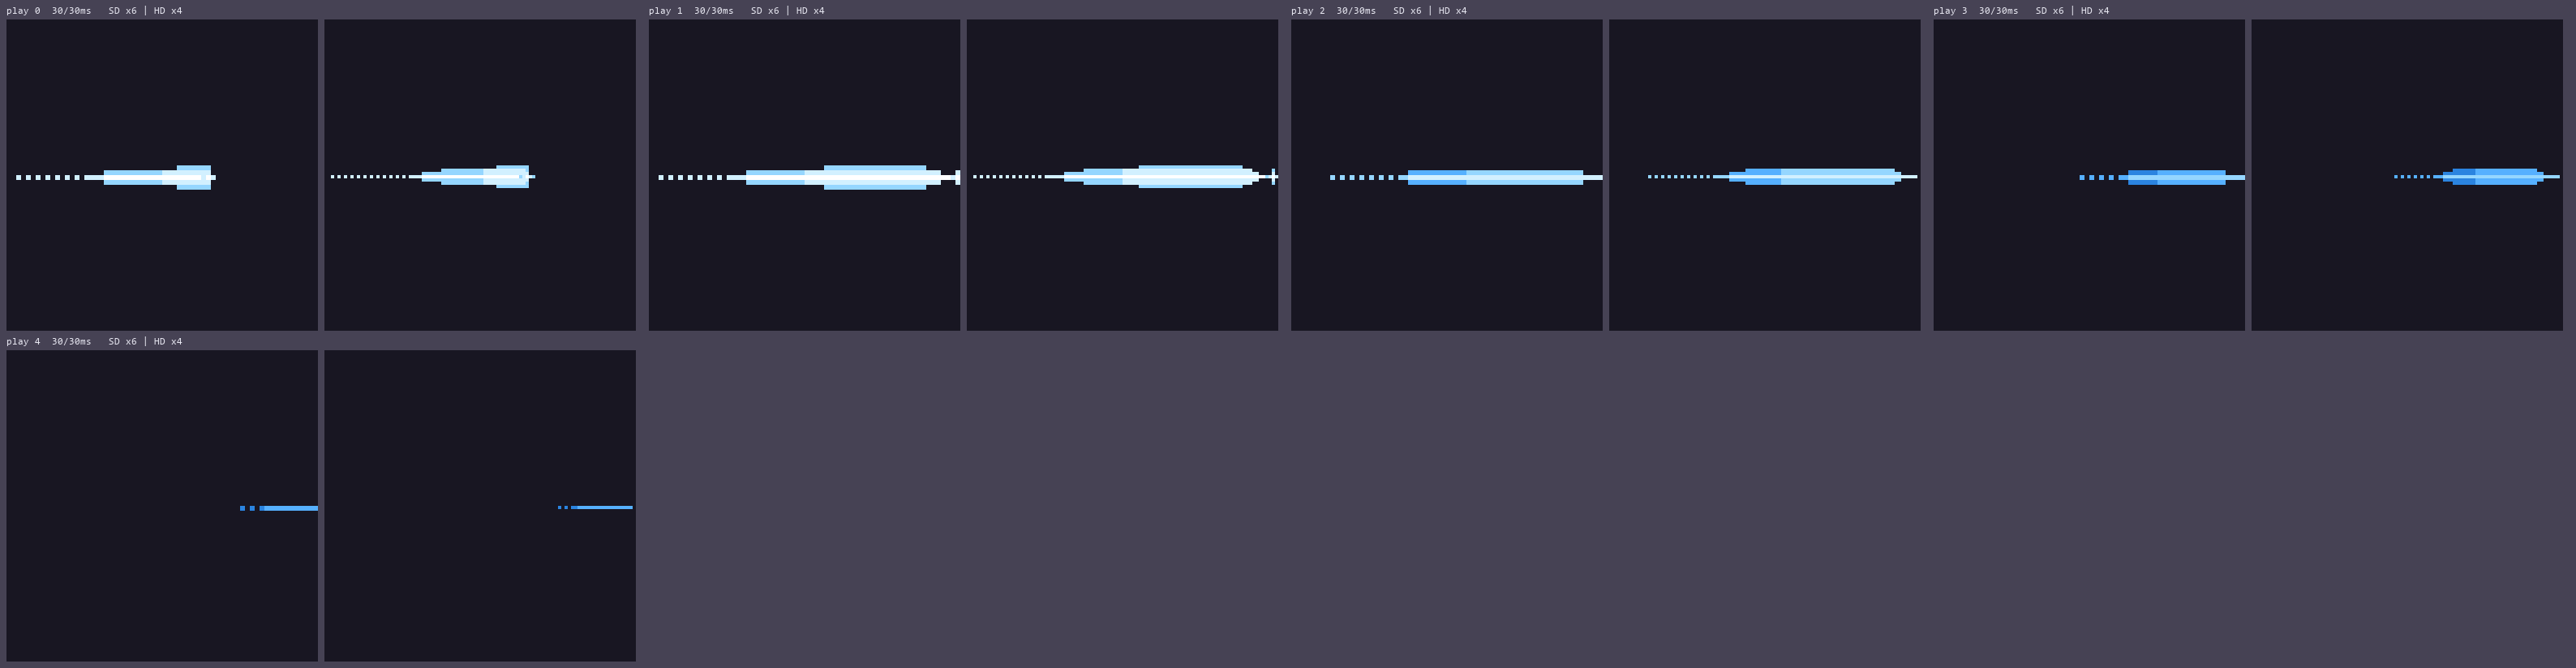 play 0  30/30ms   SD x6 | HD x4
play 1  30/30ms   SD x6 | HD x4
play 2  30/30ms   SD x6 | HD x4
play 3  30/30ms   SD x6 | HD x4
play 4  30/30ms   SD x6 | HD x4